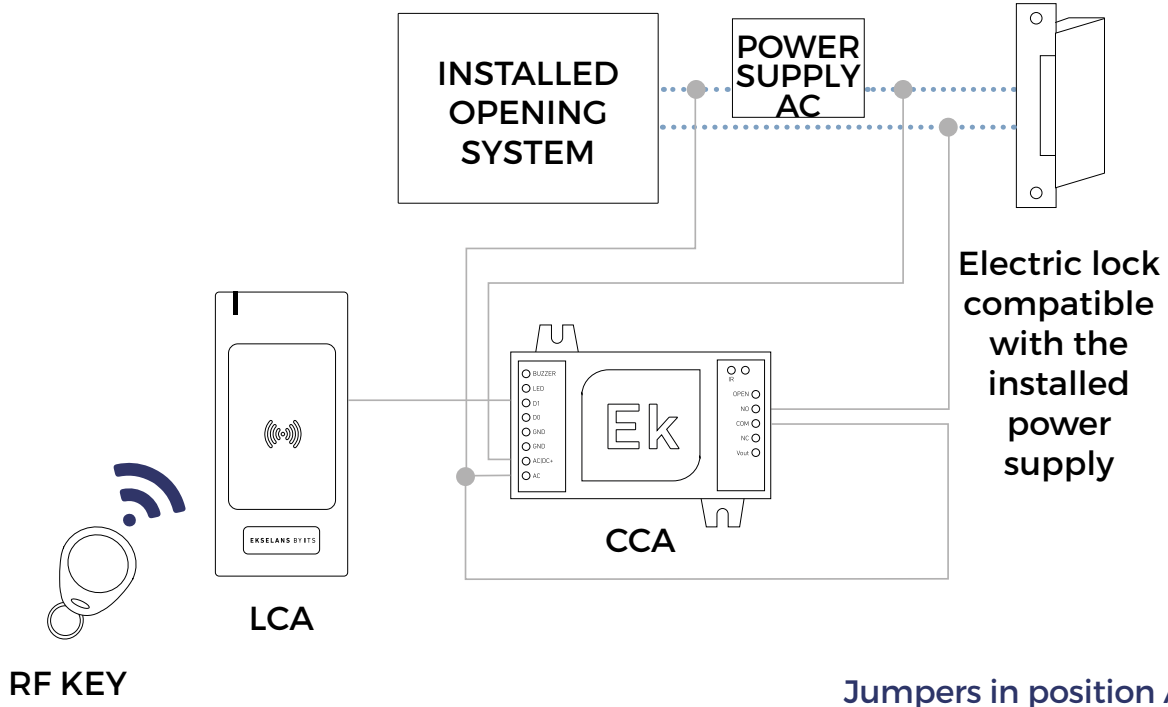 INSTALLED
OPENING
SYSTEM
POWER
SUPPLY
AC
Electric lock
compatible
with the
installed
power
supply
BUZZER
LED
D1
D0
GND
GND
AC|DC+
AC
Ek
IR
OPEN
NO
COM
NC
Vout
CCA
EKSELANS BY ITS
LCA
RF KEY
Jumpers in position